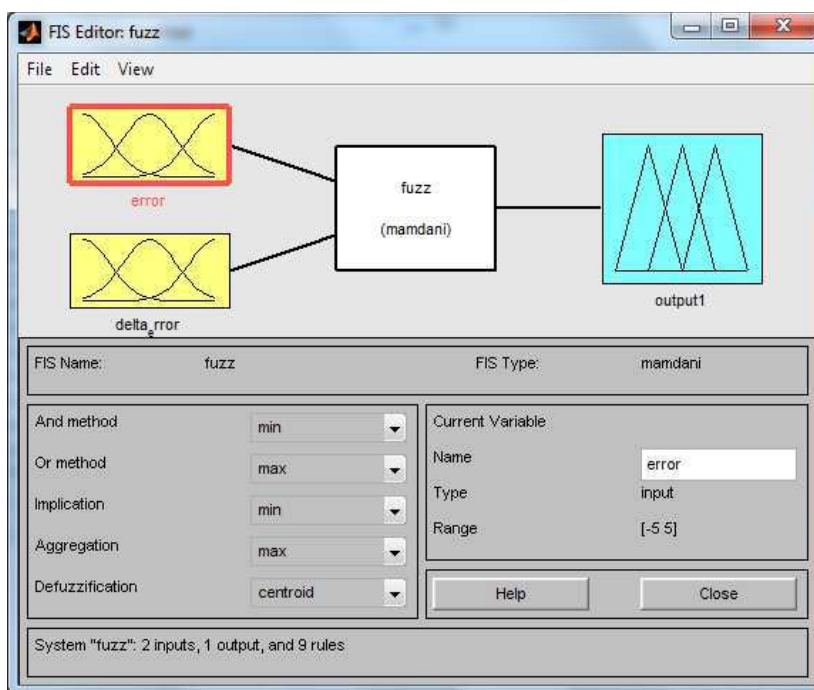 FIS Editor: fuzz
File Edit View
error
delta_error
fuzz
(mamdani)
output1
FIS Name: fuzz FIS Type: mamdani
And method min
Or method max
Implication min
Aggregation max
Defuzzification centroid
Current Variable
Name error
Type input
Range [-5 5]
Help Close
System "fuzz": 2 inputs, 1 output, and 9 rules